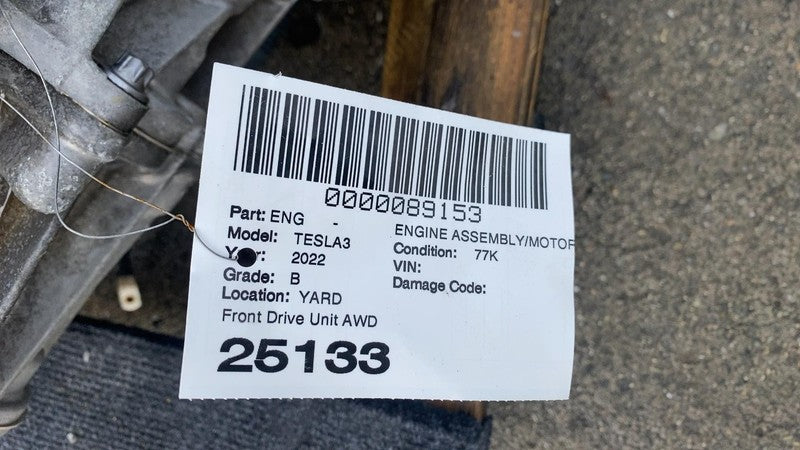 0000089153
Part: ENG - ENGINE ASSEMBLY/MOTOR
Model: TESLA3 Condition: 77K
Year: 2022 VIN:
Grade: B Damage Code:
Location: YARD
Front Drive Unit AWD
25133